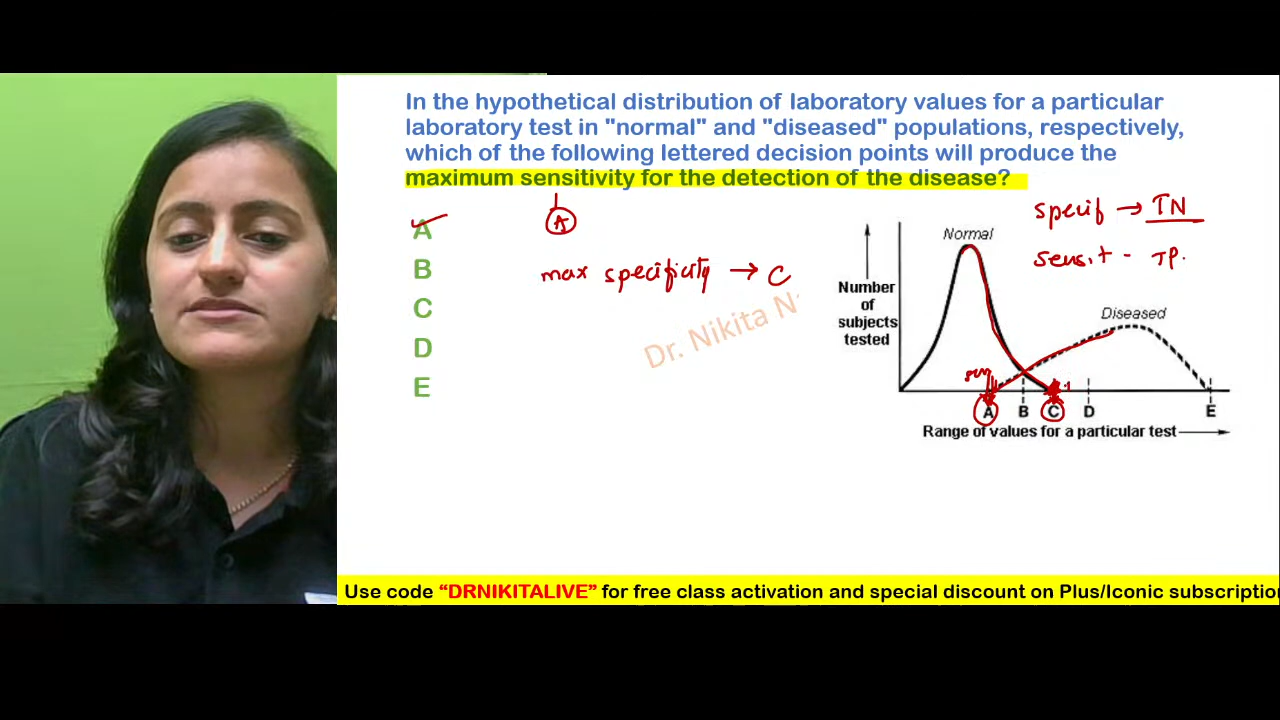 In the hypothetical distribution of laboratory values for a particular
laboratory test in "normal" and "diseased" populations, respectively,
which of the following lettered decision points will produce the
maximum sensitivity for the detection of the disease?
A
B
C
D
E
A
max specificity → C
specif → TN
sensit - TP.
Normal
Diseased
Number
of
subjects
tested
A B C D E
Range of values for a particular test
Dr. Nikita N
Use code “DRNIKITALIVE” for free class activation and special discount on Plus/Iconic subscription